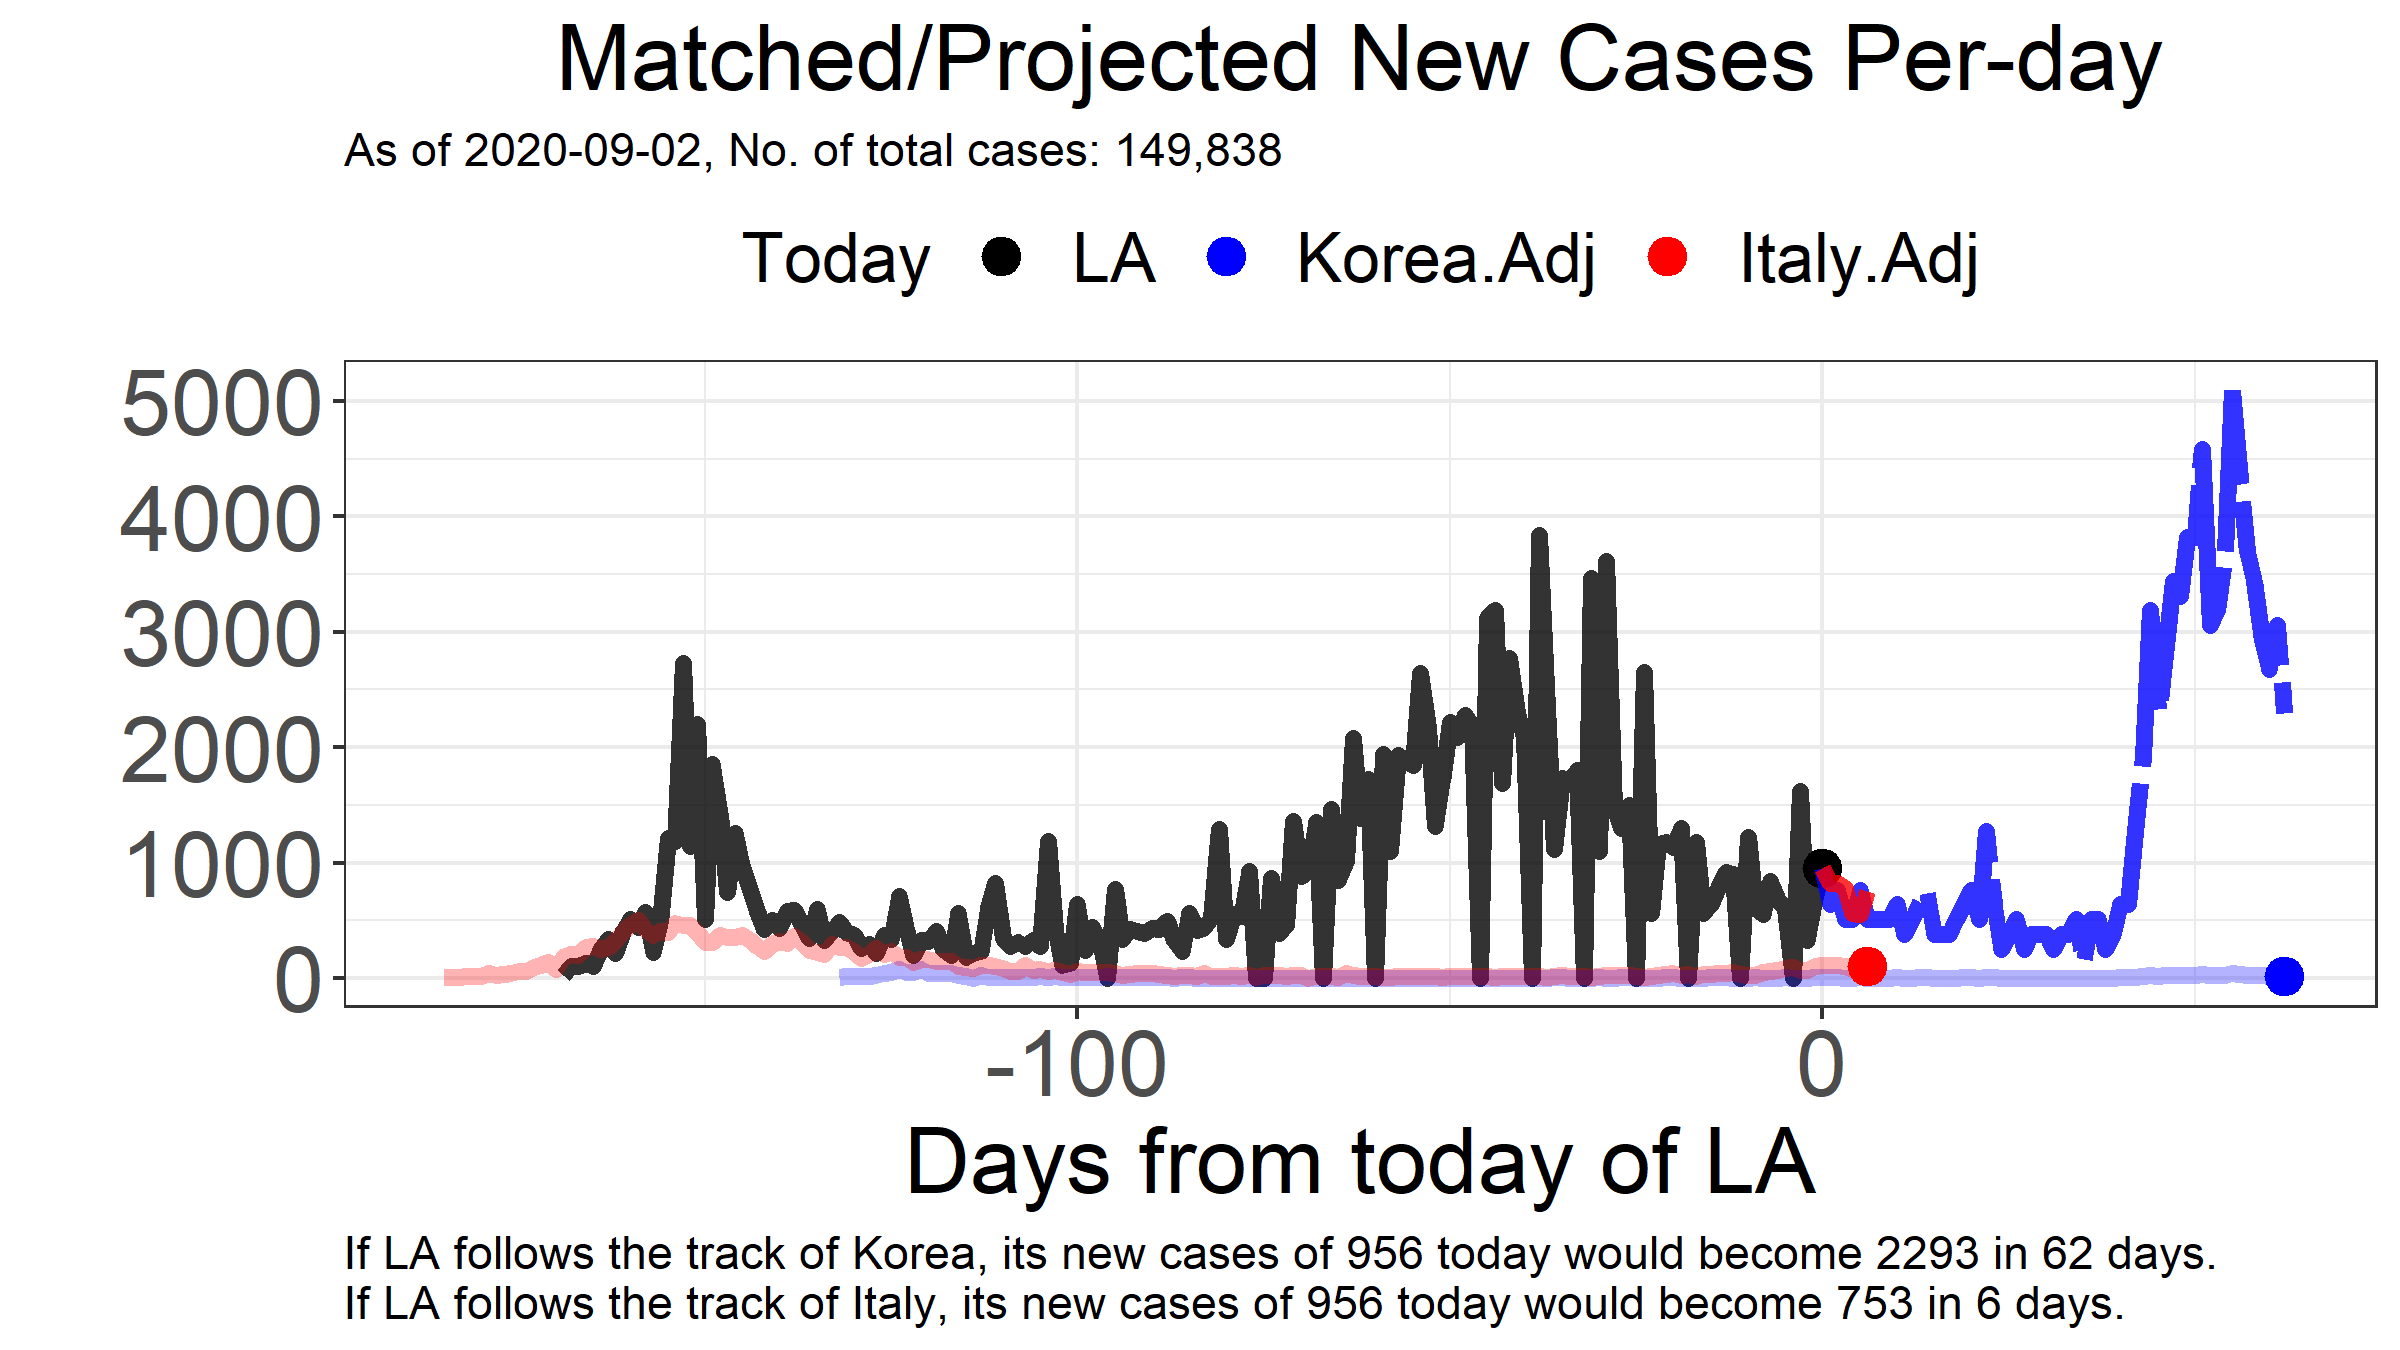 Matched/Projected New Cases Per-day
As of 2020-09-02, No. of total cases: 149,838
Today LA Korea.Adj Italy.Adj
5000
4000
3000
2000
1000
0
-100 0
Days from today of LA
If LA follows the track of Korea, its new cases of 956 today would become 2293 in 62 days.
If LA follows the track of Italy, its new cases of 956 today would become 753 in 6 days.